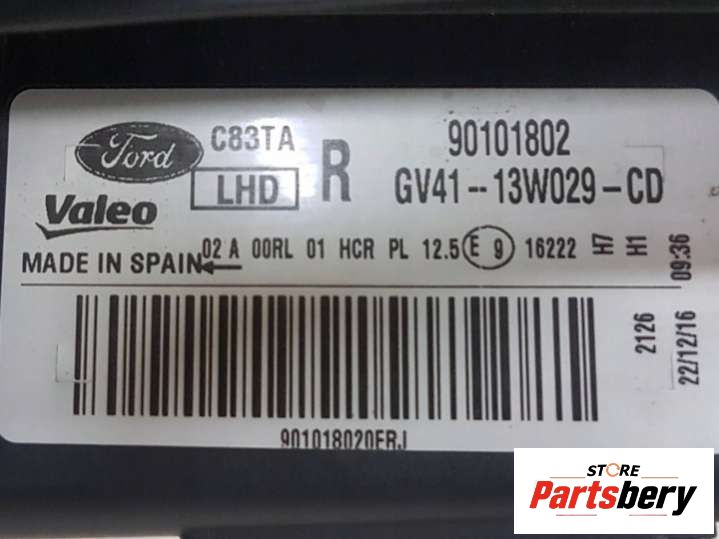 Ford C83TA R 90101802
Valeo LHD GV41--13W029-CD
MADE IN SPAIN 02 A 00RL 01 HCR PL 12.5 E 9 16222 H7 H1
2126
22/12/16 09:36
901018020ERJ
STORE
Partsbery